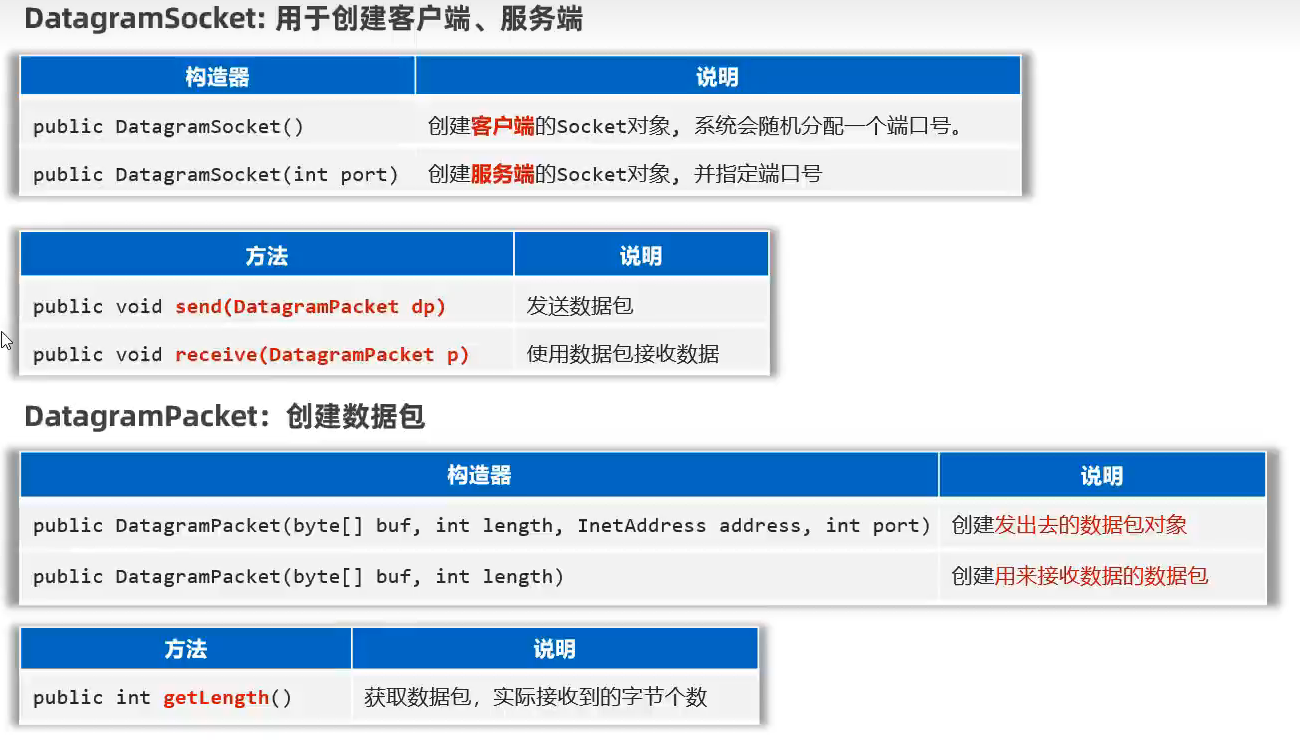 DatagramSocket: 用于创建客户端、服务端
构造器 说明
public DatagramSocket() 创建客户端的Socket对象，系统会随机分配一个端口号。
public DatagramSocket(int port) 创建服务端的Socket对象，并指定端口号
方法 说明
public void send(DatagramPacket dp) 发送数据包
public void receive(DatagramPacket p) 使用数据包接收数据
DatagramPacket：创建数据包
构造器 说明
public DatagramPacket(byte[] buf, int length, InetAddress address, int port) 创建发出去的数据包对象
public DatagramPacket(byte[] buf, int length) 创建用来接收数据的数据包
方法 说明
public int getLength() 获取数据包，实际接收到的字节个数